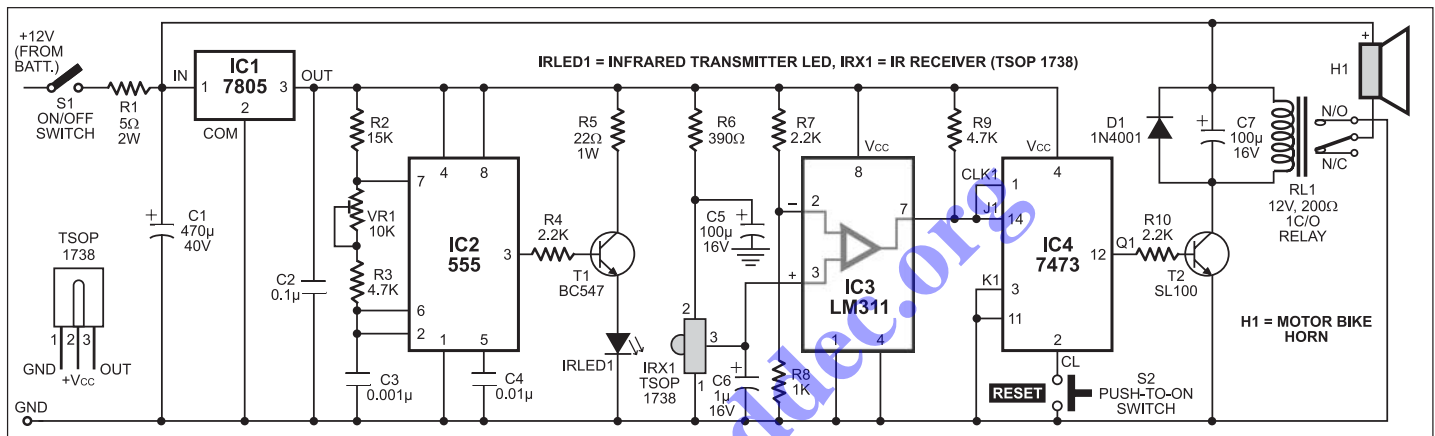 +12V
(FROM
BATT.)
S1
ON/OFF
SWITCH
R1
5Ω
2W
IN
1
IC1
7805
3
OUT
2
COM
IRLED1 = INFRARED TRANSMITTER LED, IRX1 = IR RECEIVER (TSOP 1738)
+
C1
470µ
40V
C2
0.1µ
R2
15K
VR1
10K
R3
4.7K
C3
0.001µ
7
4
8
IC2
555
3
6
2
1
5
C4
0.01µ
R4
2.2K
R5
22Ω
1W
T1
BC547
IRLED1
R6
390Ω
+
C5
100µ
16V
2
3
1
IRX1
TSOP
1738
+
C6
1µ
16V
R7
2.2K
R8
1K
Vcc
8
–
2
+
3
7
IC3
LM311
1
4
R9
4.7K
Vcc
4
CLK1
1
J1
14
IC4
7473
12
Q1
K1
3
11
2
CL
RESET
S2
PUSH-TO-ON
SWITCH
R10
2.2K
T2
SL100
D1
1N4001
+
C7
100µ
16V
N/O
N/C
RL1
12V, 200Ω
1C/O
RELAY
+
H1
H1 = MOTOR BIKE
HORN
TSOP
1738
1 2 3
GND
+Vcc
OUT
GND
ddec.org